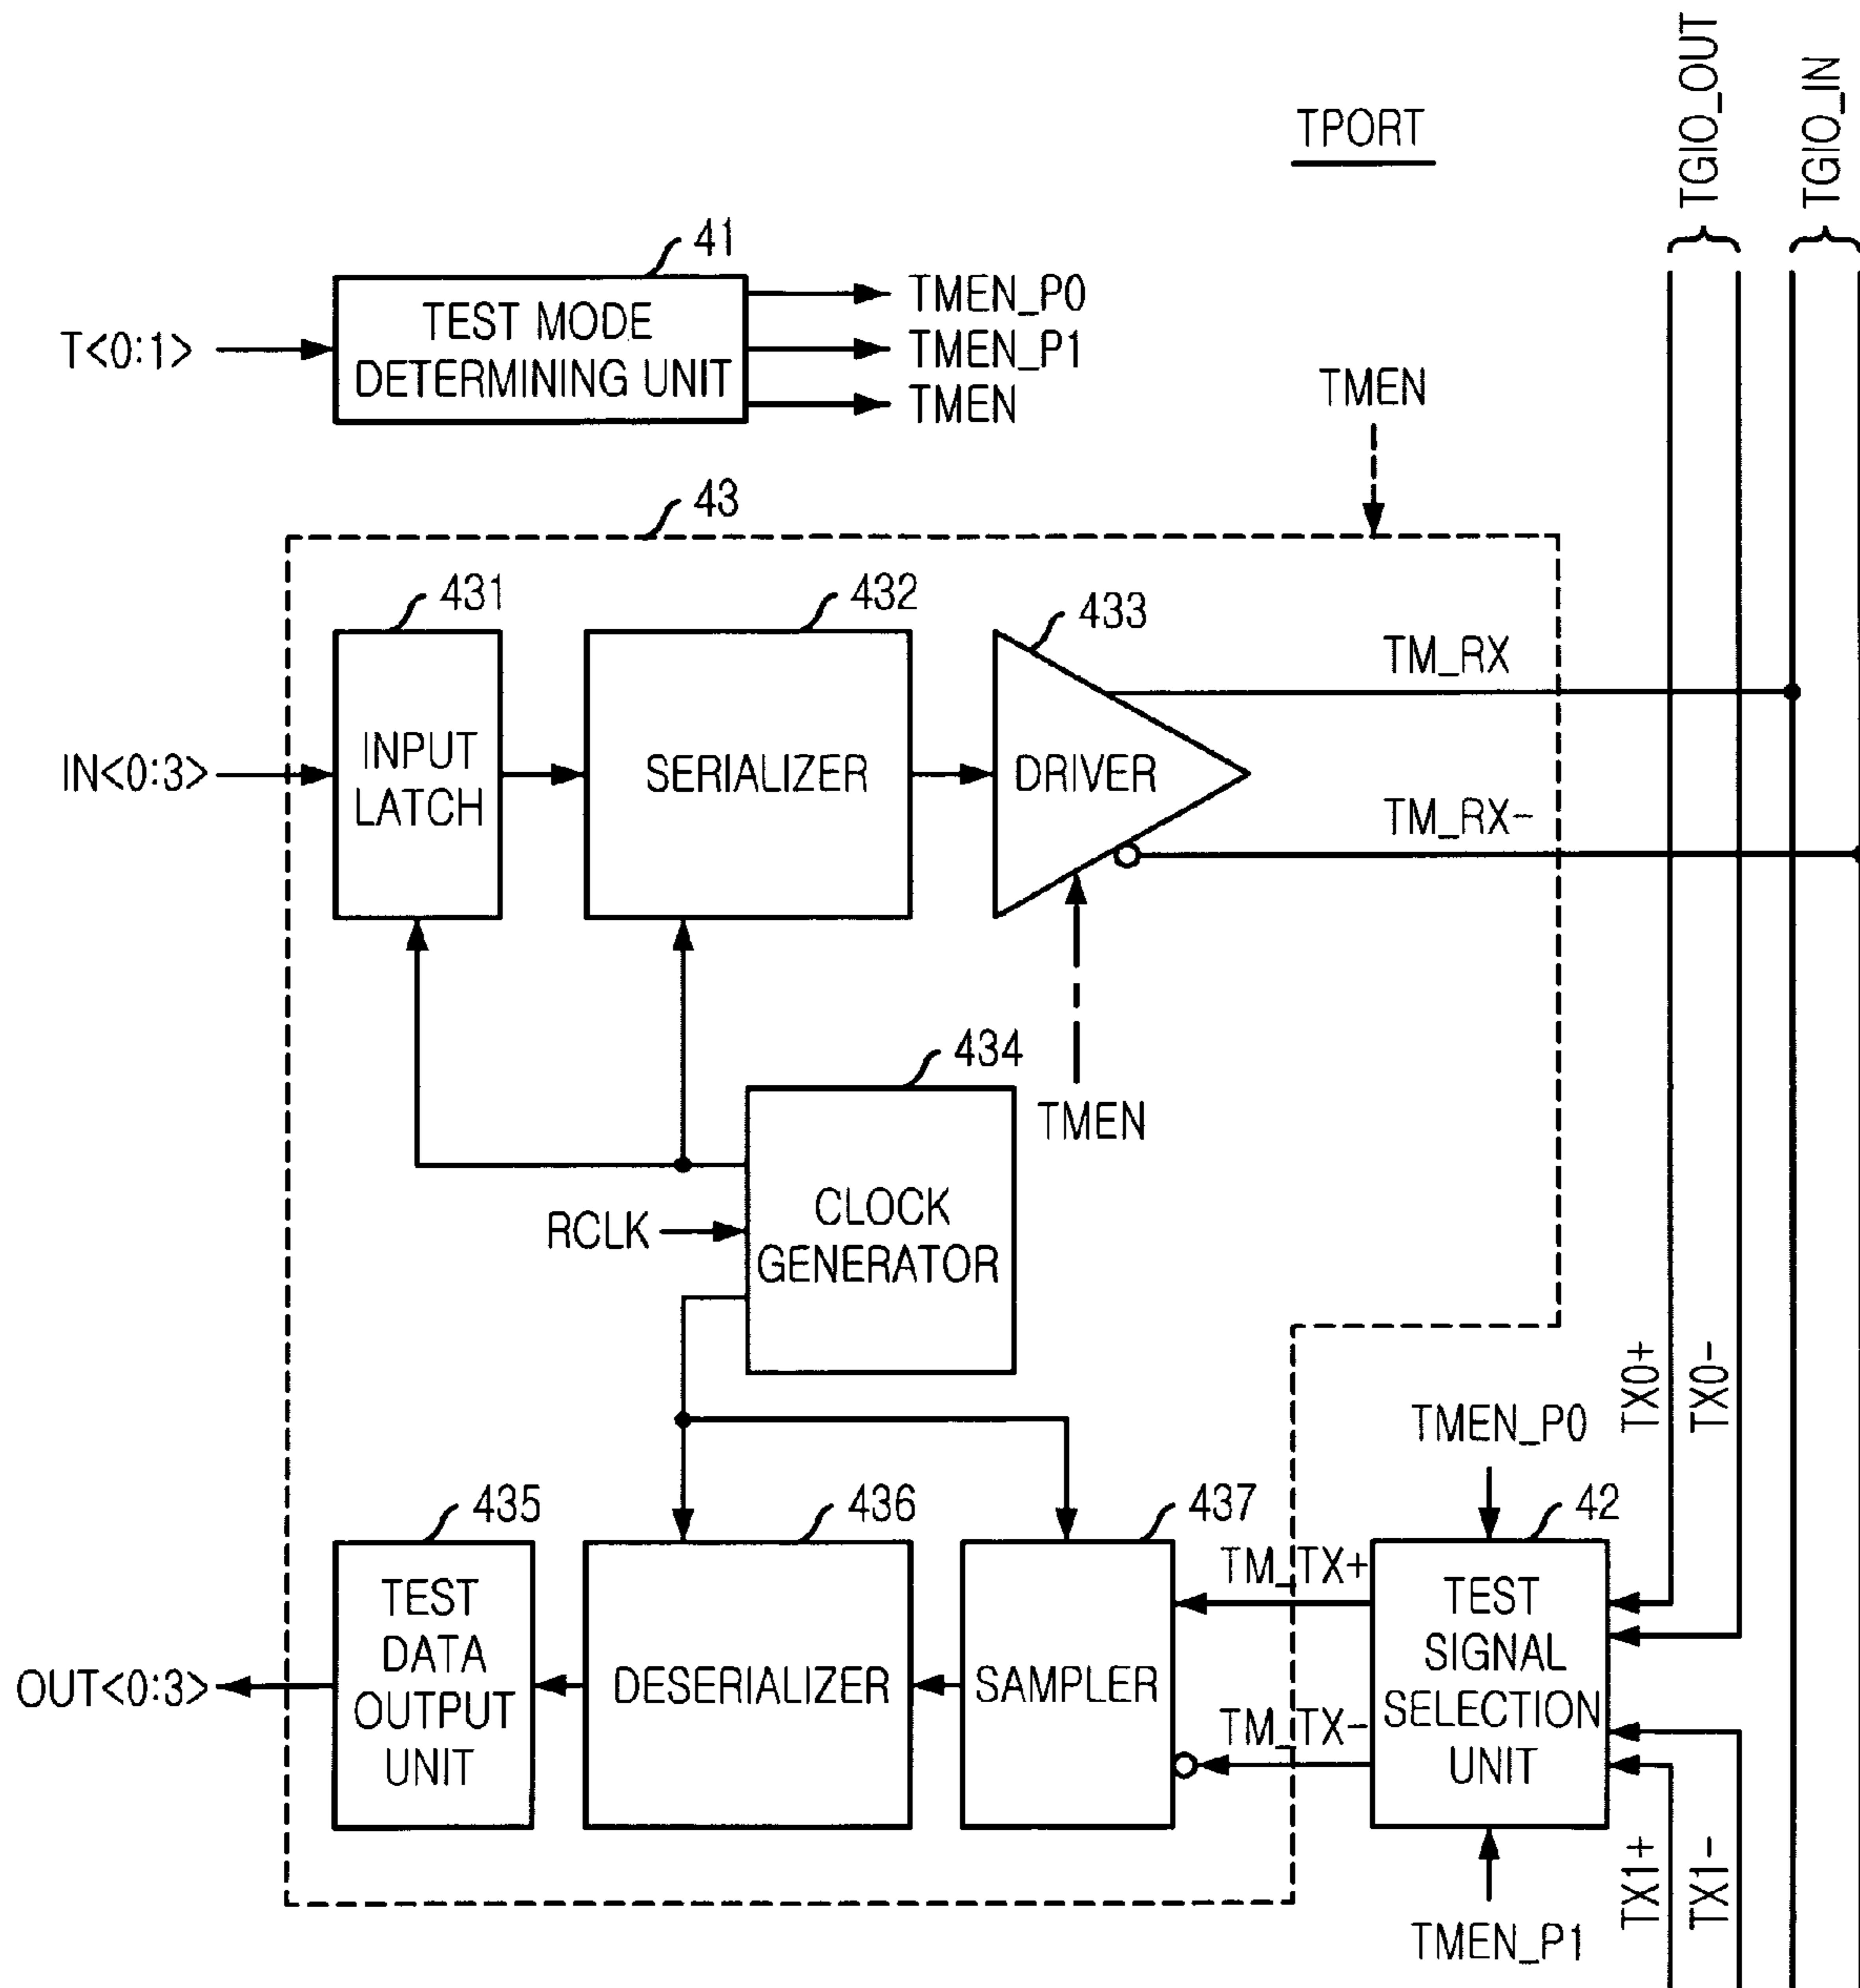 TPORT
TGIO_OUT
TGIO_IN
41
T<0:1>
TEST MODE
DETERMINING UNIT
TMEN_P0
TMEN_P1
TMEN
TMEN
43
431
432
433
IN<0:3>
INPUT
LATCH
SERIALIZER
DRIVER
TM_RX
TM_RX-
434
TMEN
RCLK
CLOCK
GENERATOR
TX0+
TX0-
TMEN_P0
435
436
437
42
OUT<0:3>
TEST
DATA
OUTPUT
UNIT
DESERIALIZER
SAMPLER
TM_TX+
TM_TX-
TEST
SIGNAL
SELECTION
UNIT
TX1+
TX1-
TMEN_P1